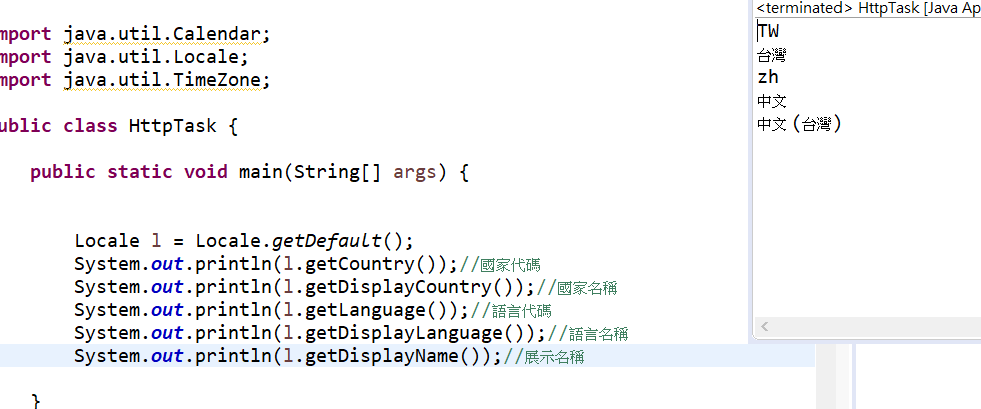 mport java.util.Calendar;
mport java.util.Locale;
mport java.util.TimeZone;
ublic class HttpTask {
public static void main(String[] args) {
Locale l = Locale.getDefault();
System.out.println(l.getCountry());//國家代碼
System.out.println(l.getDisplayCountry());//國家名稱
System.out.println(l.getLanguage());//語言代碼
System.out.println(l.getDisplayLanguage());//語言名稱
System.out.println(l.getDisplayName());//展示名稱
}
<terminated> HttpTask [Java Ap
TW
台灣
zh
中文
中文 (台灣)